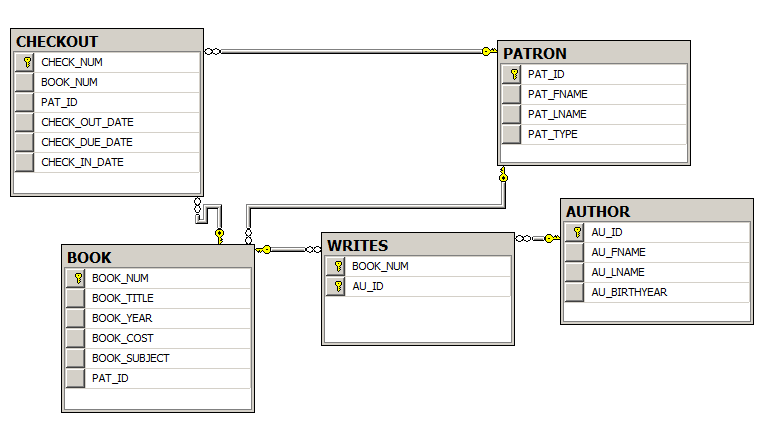 CHECKOUT
CHECK_NUM
BOOK_NUM
PAT_ID
CHECK_OUT_DATE
CHECK_DUE_DATE
CHECK_IN_DATE
PATRON
PAT_ID
PAT_FNAME
PAT_LNAME
PAT_TYPE
BOOK
BOOK_NUM
BOOK_TITLE
BOOK_YEAR
BOOK_COST
BOOK_SUBJECT
PAT_ID
WRITES
BOOK_NUM
AU_ID
AUTHOR
AU_ID
AU_FNAME
AU_LNAME
AU_BIRTHYEAR